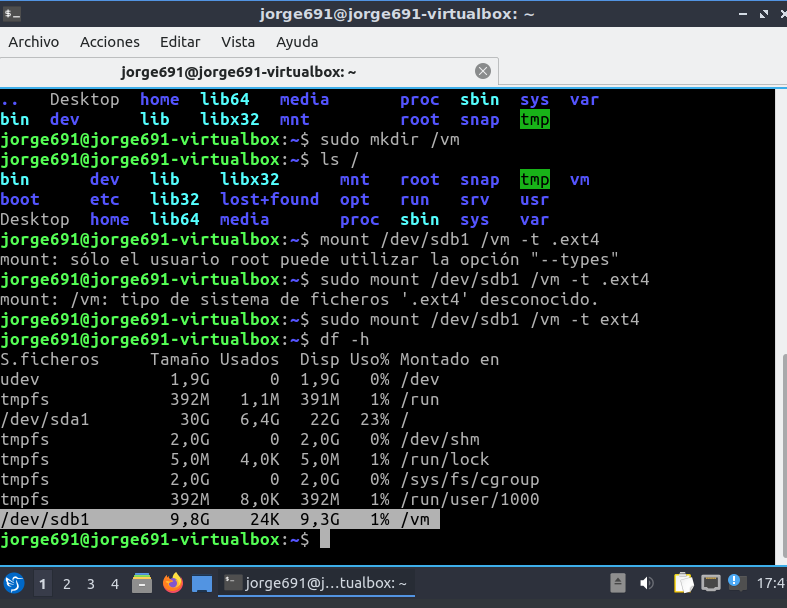 jorge691@jorge691-virtualbox: ~
Archivo Acciones Editar Vista Ayuda
jorge691@jorge691-virtualbox: ~
.. Desktop home lib64 media proc sbin sys var
bin dev lib libx32 mnt root snap tmp
jorge691@jorge691-virtualbox:~$ sudo mkdir /vm
jorge691@jorge691-virtualbox:~$ ls /
bin dev lib libx32 mnt root snap tmp vm
boot etc lib32 lost+found opt run srv usr
Desktop home lib64 media proc sbin sys var
jorge691@jorge691-virtualbox:~$ mount /dev/sdb1 /vm -t .ext4
mount: sólo el usuario root puede utilizar la opción "--types"
jorge691@jorge691-virtualbox:~$ sudo mount /dev/sdb1 /vm -t .ext4
mount: /vm: tipo de sistema de ficheros '.ext4' desconocido.
jorge691@jorge691-virtualbox:~$ sudo mount /dev/sdb1 /vm -t ext4
jorge691@jorge691-virtualbox:~$ df -h
S.ficheros Tamaño Usados Disp Uso% Montado en
udev 1,9G 0 1,9G 0% /dev
tmpfs 392M 1,1M 391M 1% /run
/dev/sda1 30G 6,4G 22G 23% /
tmpfs 2,0G 0 2,0G 0% /dev/shm
tmpfs 5,0M 4,0K 5,0M 1% /run/lock
tmpfs 2,0G 0 2,0G 0% /sys/fs/cgroup
tmpfs 392M 8,0K 392M 1% /run/user/1000
/dev/sdb1 9,8G 24K 9,3G 1% /vm
jorge691@jorge691-virtualbox:~$
1 2 3 4 jorge691@j...tualbox: ~ 17:4